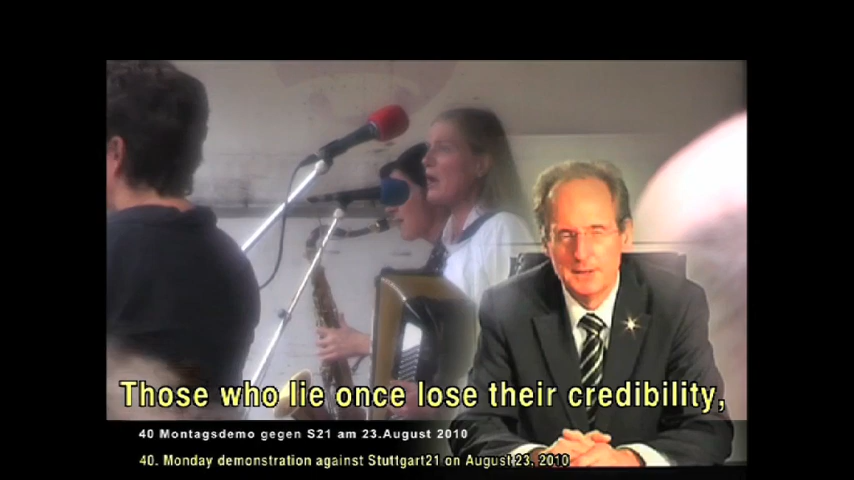 Those who lie once lose their credibility,
40 Montagsdemo gegen S21 am 23.August 2010
40. Monday demonstration against Stuttgart21 on August 23, 2010